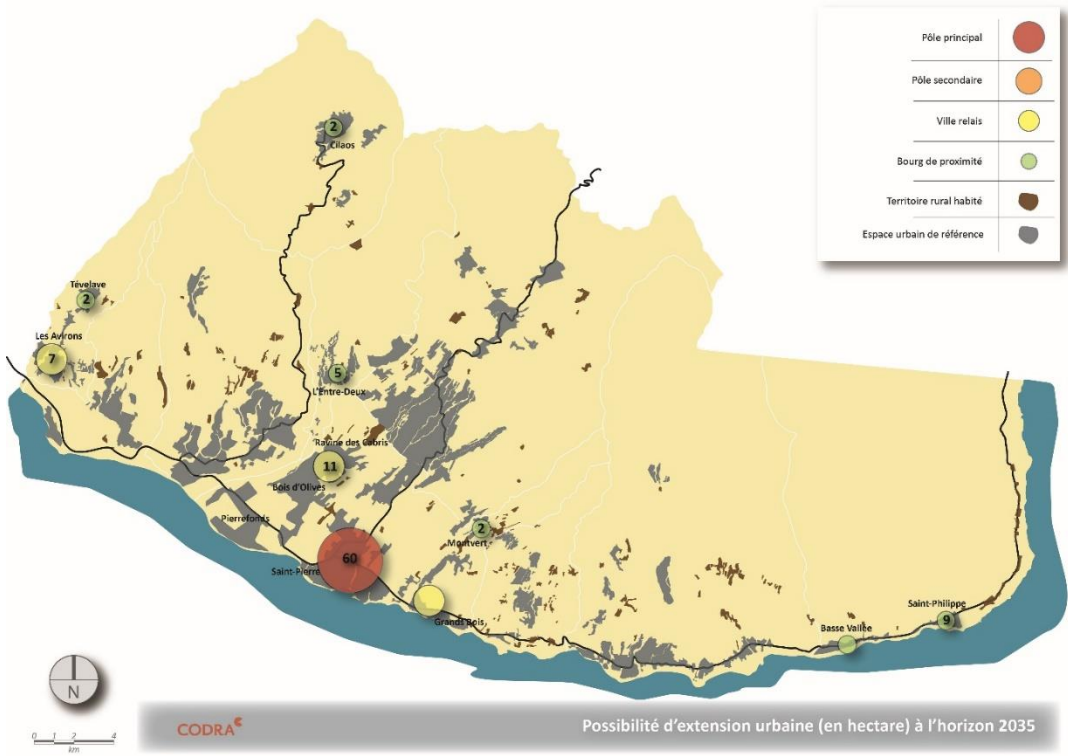 Pôle principal
Pôle secondaire
Ville relais
Bourg de proximité
Territoire rural habité
Espace urbain de référence
2
Cilaos
Tévelave
2
Les Avirons
7
5
L'Entre-Deux
Ravine des Cabris
11
Bois d'Olives
Pierrefonds
2
Montvert
60
Saint-Pierre
Grands Bois
Saint-Philippe
9
Basse Vallée
N
0 1 2 4
km
CODRA
Possibilité d'extension urbaine (en hectare) à l'horizon 2035